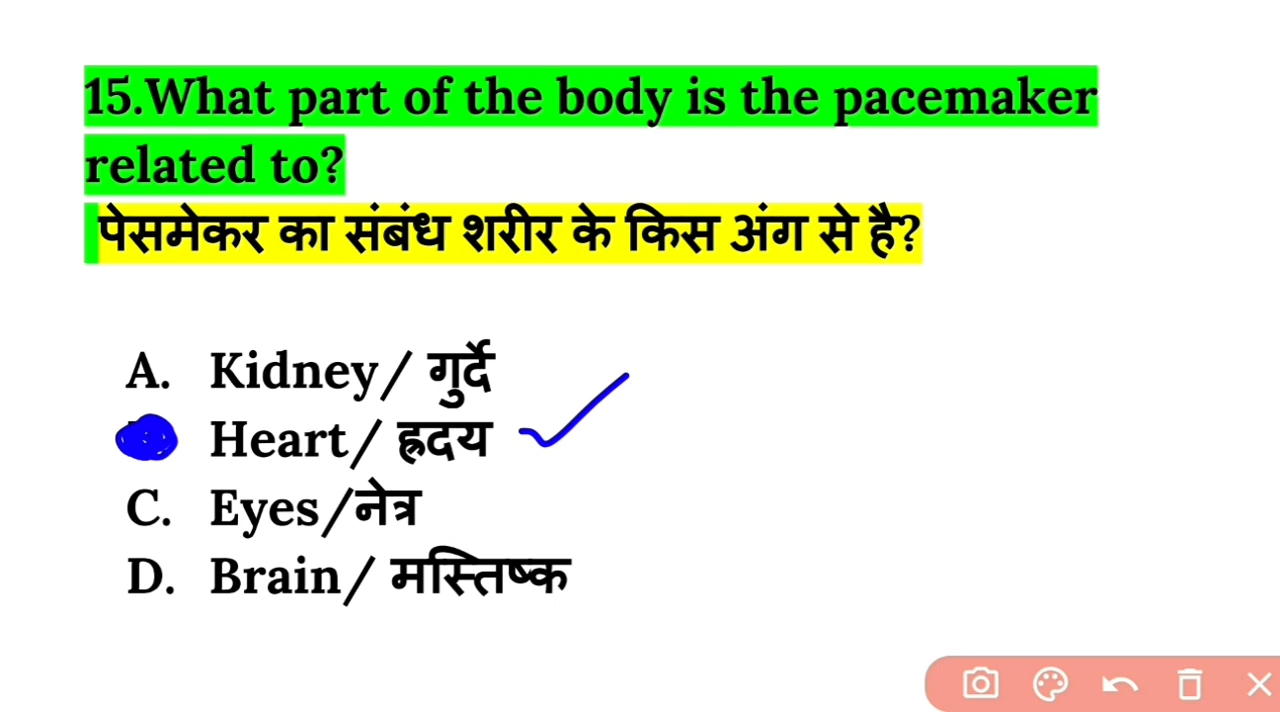 15.What part of the body is the pacemaker
related to?
पेसमेकर का संबंध शरीर के किस अंग से है?
A. Kidney/ गुर्दे
Heart/ ह्रदय
C. Eyes/नेत्र
D. Brain/ मस्तिष्क